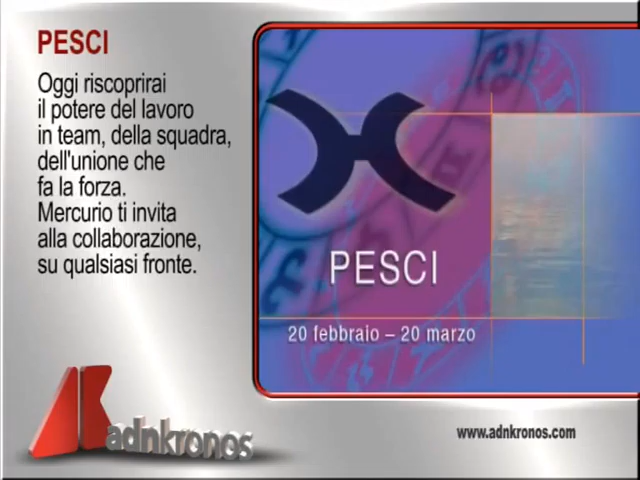 PESCI
Oggi riscoprirai
il potere del lavoro
in team, della squadra,
dell'unione che
fa la forza.
Mercurio ti invita
alla collaborazione,
su qualsiasi fronte.
PESCI
20 febbraio – 20 marzo
adnkronos
www.adnkronos.com